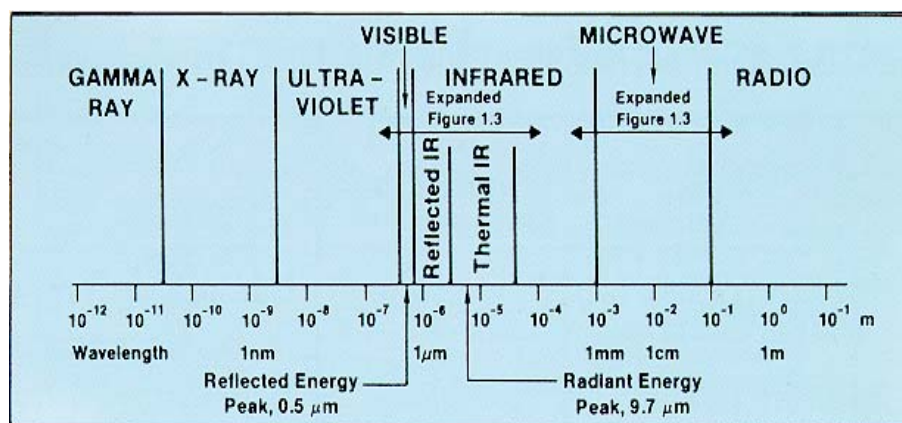 VISIBLE MICROWAVE
GAMMA RAY
X - RAY
ULTRA - VIOLET
INFRARED
RADIO
Expanded Figure 1.3
Expanded Figure 1.3
Reflected IR
Thermal IR
10⁻¹² 10⁻¹¹ 10⁻¹⁰ 10⁻⁹ 10⁻⁸ 10⁻⁷ 10⁻⁶ 10⁻⁵ 10⁻⁴ 10⁻³ 10⁻² 10⁻¹ 10⁰ 10⁻¹ m
Wavelength 1nm 1μm 1mm 1cm 1m
Reflected Energy
Peak, 0.5 μm
Radiant Energy
Peak, 9.7 μm